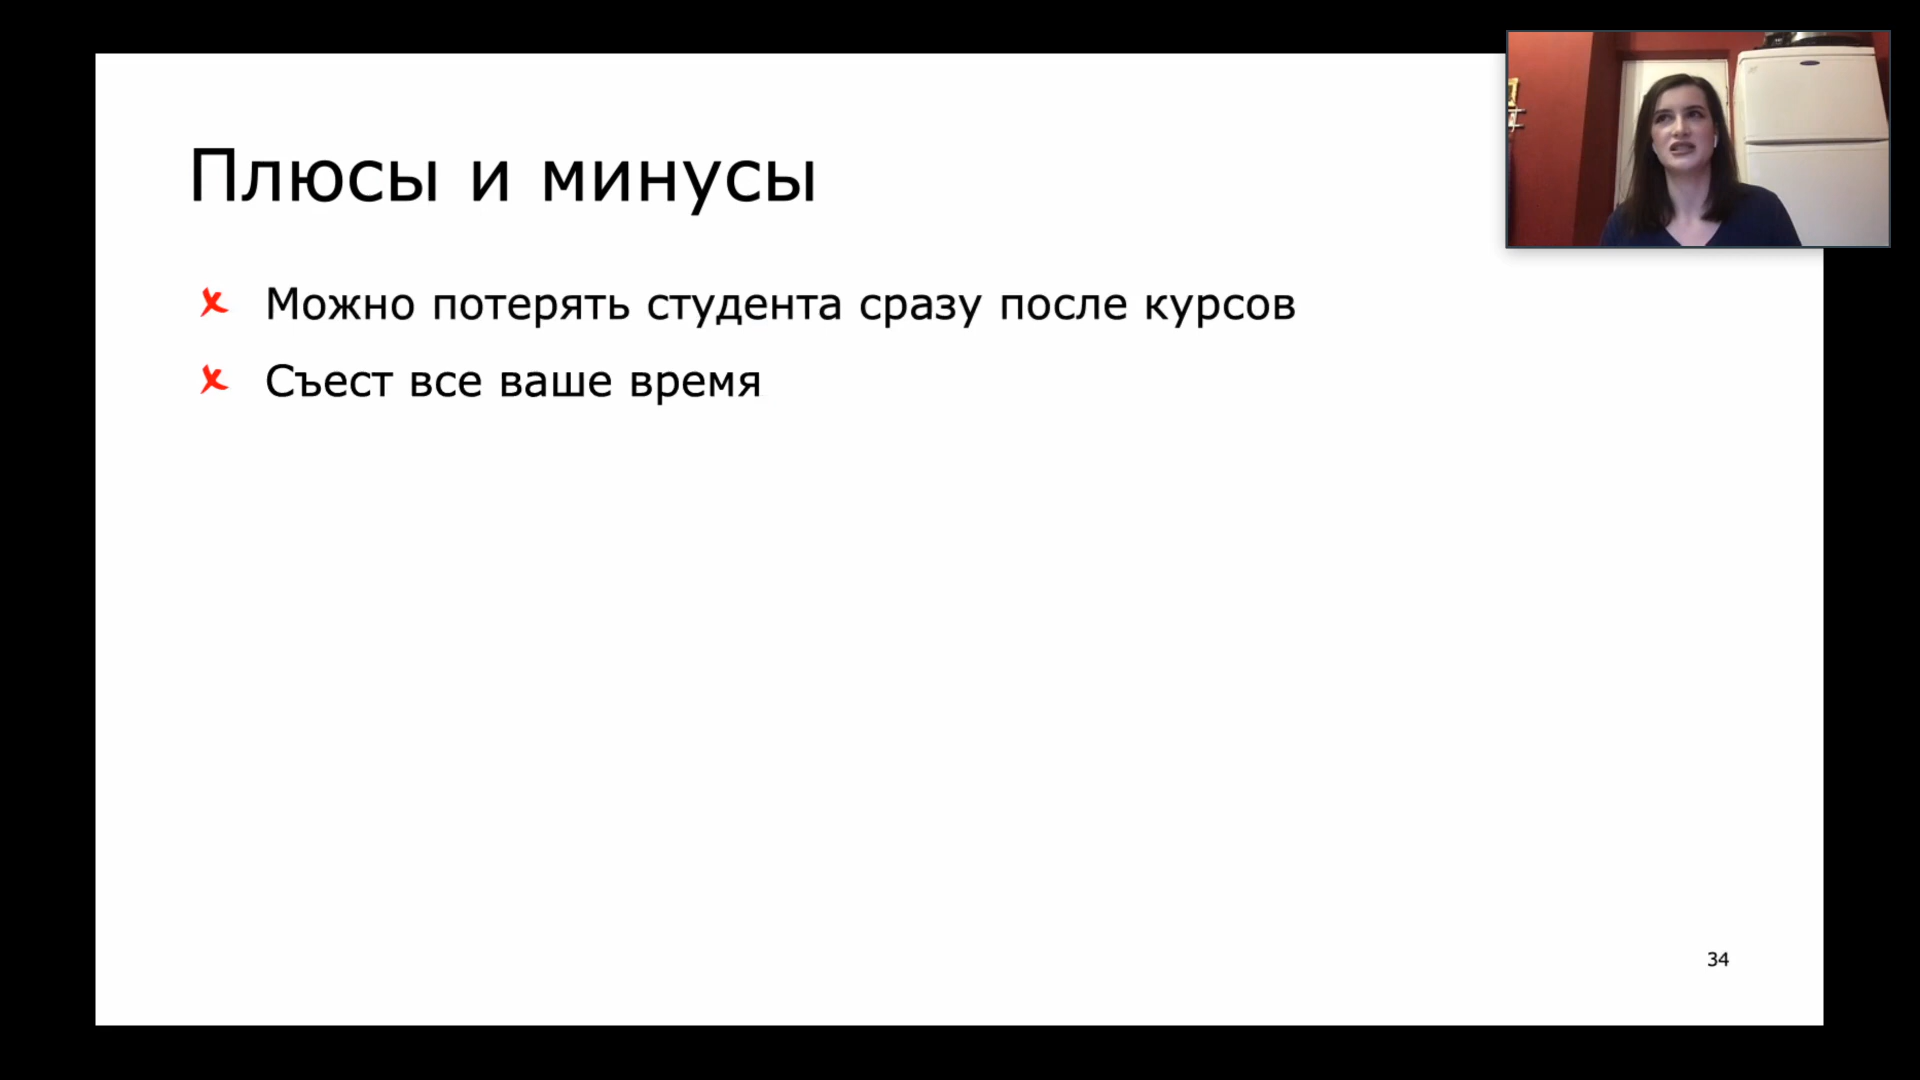 Плюсы и минусы
Можно потерять студента сразу после курсов
Съест все ваше время
34